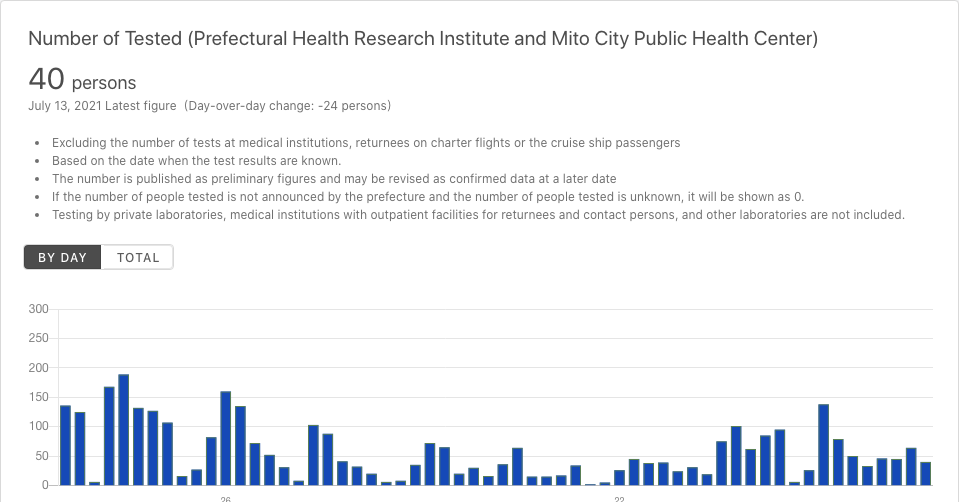 Number of Tested (Prefectural Health Research Institute and Mito City Public Health Center)
40 persons
July 13, 2021 Latest figure (Day-over-day change: -24 persons)
• Excluding the number of tests at medical institutions, returnees on charter flights or the cruise ship passengers
• Based on the date when the test results are known.
• The number is published as preliminary figures and may be revised as confirmed data at a later date
• If the number of people tested is not announced by the prefecture and the number of people tested is unknown, it will be shown as 0.
• Testing by private laboratories, medical institutions with outpatient facilities for returnees and contact persons, and other laboratories are not included.
BY DAY TOTAL
300
250
200
150
100
50
0
26 22